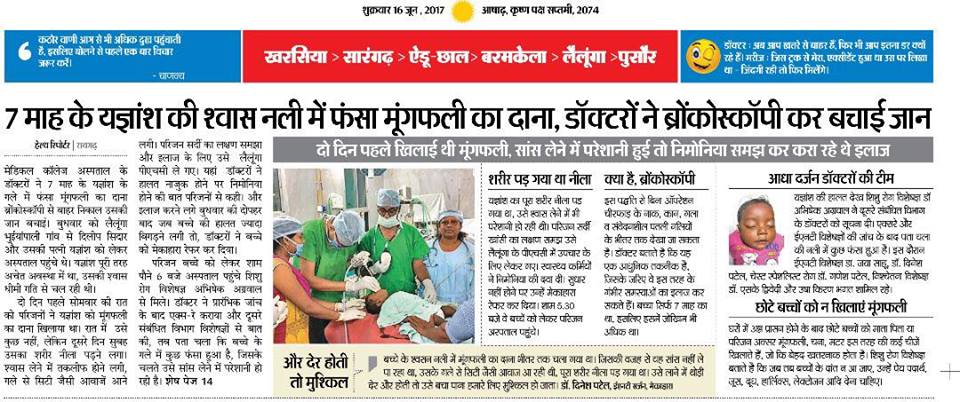 शुक्रवार 16 जून , 2017
आषाढ़, कृष्ण पक्ष सप्तमी, 2074
कठोर वाणी आग से भी अधिक दुख पहुंचाती
है, इसलिए बोलने से पहले एक बार विचार
जरूर करें।
- चाणक्य
खरसिया > सारंगढ़ > ऐडू-छाल > बरमकेला > लैलूंगा > पुसौर
डॉक्टर : अब आप खतरे से बाहर हैं, फिर भी आप इतना डर क्यों
रहे हैं। मरीज : जिस ट्रक से मेरा, एक्सीडेंट हुआ था उस पर लिखा
था - जिंदगी रही तो फिर मिलेंगे।
7 माह के यज्ञांश की श्वास नली में फंसा मूंगफली का दाना, डॉक्टरों ने ब्रोंकोस्कॉपी कर बचाई जान
दो दिन पहले खिलाई थी मूंगफली, सांस लेने में परेशानी हुई तो निमोनिया समझ कर करा रहे थे इलाज
हेल्थ रिपोर्टर | रायगढ़
मेडिकल कॉलेज अस्पताल के
डॉक्टरों ने 7 माह के यज्ञांश के
गले में फंसा मूंगफली का दाना
ब्रोंकोस्कॉपी से बाहर निकाल उसकी
जान बचाई। बुधवार को लैलूंगा
भूईयांपाली गांव से दिलीप सिदार
और उसकी पत्नी यज्ञांश को लेकर
अस्पताल पहुंचे थे। यज्ञांश पूरी तरह
अचेत अवस्था में था, उसकी श्वास
धीमी गति से चल रही थी।
दो दिन पहले सोमवार की रात
को परिजनों ने यज्ञांश को मूंगफली
का दाना खिलाया था। रात में उसे
कुछ नहीं, लेकिन दूसरे दिन सुबह
उसका शरीर नीला पड़ने लगा।
श्वास लेने में तकलीफ होने लगी,
गले से सिटी जैसी आवाजें आने
लगी। परिजन सर्दी का लक्षण समझा
और इलाज के लिए उसे लैलूंगा
पीएचसी ले गए। यहां डॉक्टरों ने
हालत नाजुक होने पर निमोनिया
होने की बात परिजनों से कही। और
इलाज करने लगे बुधवार की दोपहर
बाद जब बच्चे की हालत ज्यादा
बिगड़ने लगी तो, डॉक्टर ने बच्चे
को मेकाहारा रेफर कर दिया।
परिजन बच्चे को लेकर शाम
पौने 6 बजे अस्पताल पहुंचे शिशु
रोग विशेषज्ञ अभिषेक अग्रवाल
से मिले। डॉक्टर ने प्रारंभिक जांच
के बाद एक्स-रे कराया और दूसरे
संबंधित विभाग विशेषज्ञों से बात
की, तब पता चला कि बच्चे के
गले में कुछ फंसा हुआ है, जिसके
चलते उसे सांस लेने में परेशानी हो
रही है। शेष पेज 14
शरीर पड़ गया था नीला
यज्ञांश का पूरा शरीर नीला पड़
गया था, उसे श्वास लेने में भी
परेशानी हो रही थी। परिजन सर्दी
खांसी का लक्षण समझ उसे
लैलूंगा के पीएचसी में उपचार के
लिए लेकर गए। स्वास्थ्य कर्मियों
ने निमोनिया की दवा दी। सुधार
नहीं होने पर उन्हें मेकाहारा
रेफर कर दिया। शाम 5.30
बजे वे बच्चे को लेकर परिजन
अस्पताल पहुंचे।
क्या है, ब्रोंकोस्कॉपी
इस पद्धति से बिना ऑपरेशन
चीरफाड़ के नाक, कान, गला
व संवेदनशील पतली नलियों
के भीतर तक देखा जा सकता
है। डॉक्टर बताते हैं कि यह
एक आधुनिक तकनीक है,
जिसके जरिए वे इस तरह के
गंभीर समस्याओं का इलाज कर
सकते हैं। बच्चा सिर्फ 7 माह का
था, इसलिए इसमें जोखिम भी
अधिक था।
आधा दर्जन डॉक्टरों की टीम
यज्ञांश की हालत देख शिशु रोग विशेषज्ञ डॉ
अभिषेक अग्रवाल ने दूसरे संबंधित विभाग
के डॉक्टरों को सूचना दी। एक्सरे और
ईएनटी विशेषज्ञों की जांच के बाद पता चला
की नली में कुछ फंसा हुआ है। इस दौरान
ईएनटी विशेषज्ञ डा. जया साहू, डॉ. दिनेश
पटेल, चेस्ट स्पेशलिस्ट रोग डॉ. गणेश पटेल, निश्चेतना विशेषज्ञ
डॉ. एसके द्विवेदी और उषा किरण भगत शामिल रहे।
छोटे बच्चों को न खिलाएं मूंगफली
घरों में अन्न प्राशन होने के बाद छोटे बच्चों को माता पिता या
परिजन अक्सर मूंगफली, चना, मटर इस तरह की कई चीजें
खिलाते हैं, जो कि बेहद खतरनाक होता है। शिशु रोग विशेषज्ञ
बताते हैं कि जब तब बच्चों के दांत न आ जाए, उन्हें पेय पदार्थ,
जूस, दूध, हार्लिक्स, लेक्टोजन आदि देना चाहिए।
और देर होती
तो मुश्किल
बच्चे के श्वसन नली में मूंगफली का दाना भीतर तक चला गया था। जिसकी वजह से वह सांस नहीं ले
पा रहा था, उसके गले से सिटी जैसी आवाज आ रही थी, पूरा शरीर नीला पड़ गया था। उसे लाने में थोड़ी
देर और होती तो उसे बचा पाना हमारे लिए मुश्किल हो जाता। डॉ. दिनेश पटेल, ईएनटी सर्जन, मेकाहारा